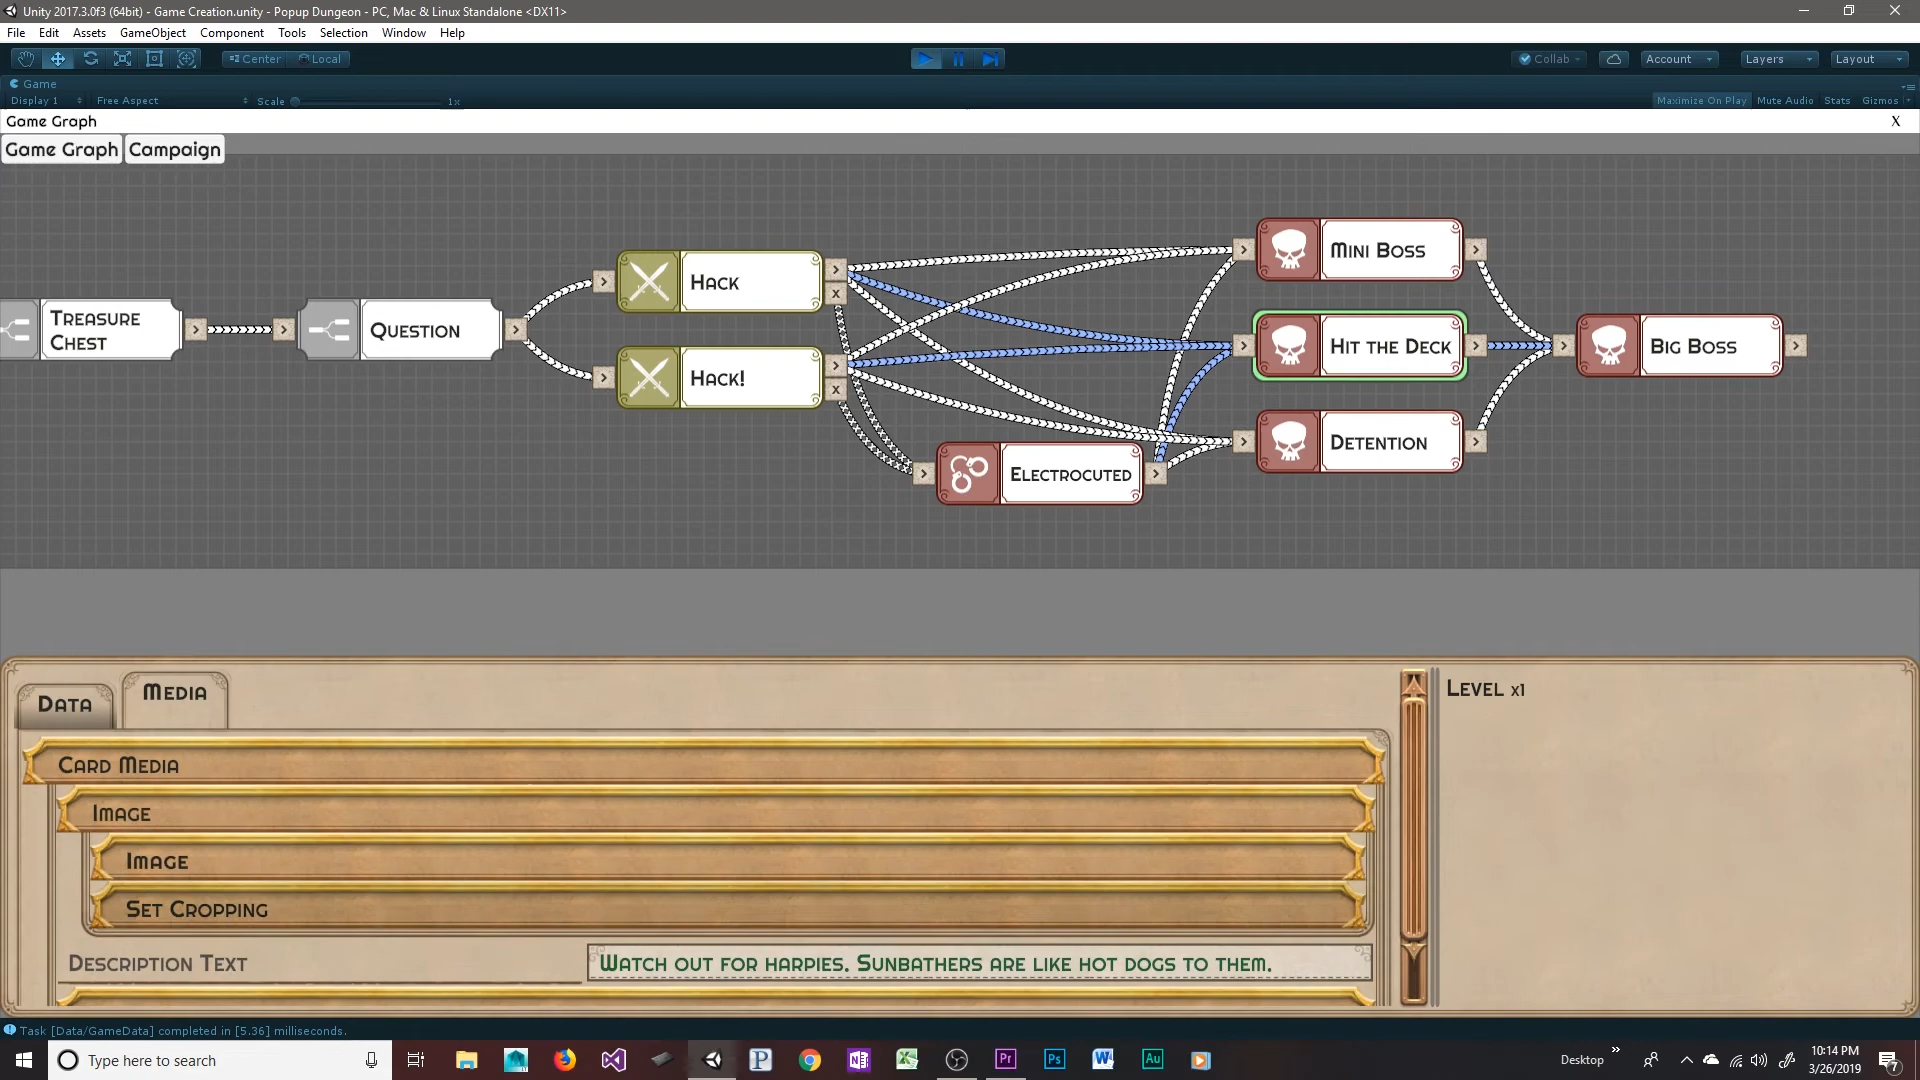 Unity 2017.3.0f3 (64bit) - Game Creation.unity - Popup Dungeon - PC, Mac & Linux Standalone <DX11>
File Edit Assets GameObject Component Tools Selection Window Help
Center Local Collab Account Layers Layout
Game
Display 1 Free Aspect Scale 1x Maximize On Play Mute Audio Stats Gizmos
Game Graph X
Game Graph Campaign
Mini Boss
Hack
x
Treasure
Chest
Question
Hit the Deck
Big Boss
Hack!
x
Detention
Electrocuted
Data
Media
Level x1
Card Media
Image
Image
Set Cropping
Description Text
Watch out for harpies. Sunbathers are like hot dogs to them.
Task [Data/GameData] completed in [5.36] milliseconds.
Type here to search
Desktop
10:14 PM
3/26/2019
7